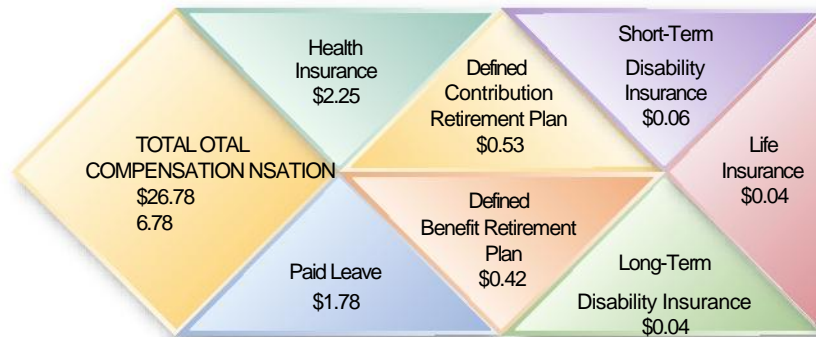 Health
Insurance
$2.25
Defined
Contribution
Retirement Plan
$0.53
Short-Term
Disability
Insurance
$0.06
TOTAL OTAL
COMPENSATION NSATION
$26.78
6.78
Life
Insurance
$0.04
Paid Leave
$1.78
Defined
Benefit Retirement
Plan
$0.42
Long-Term
Disability Insurance
$0.04